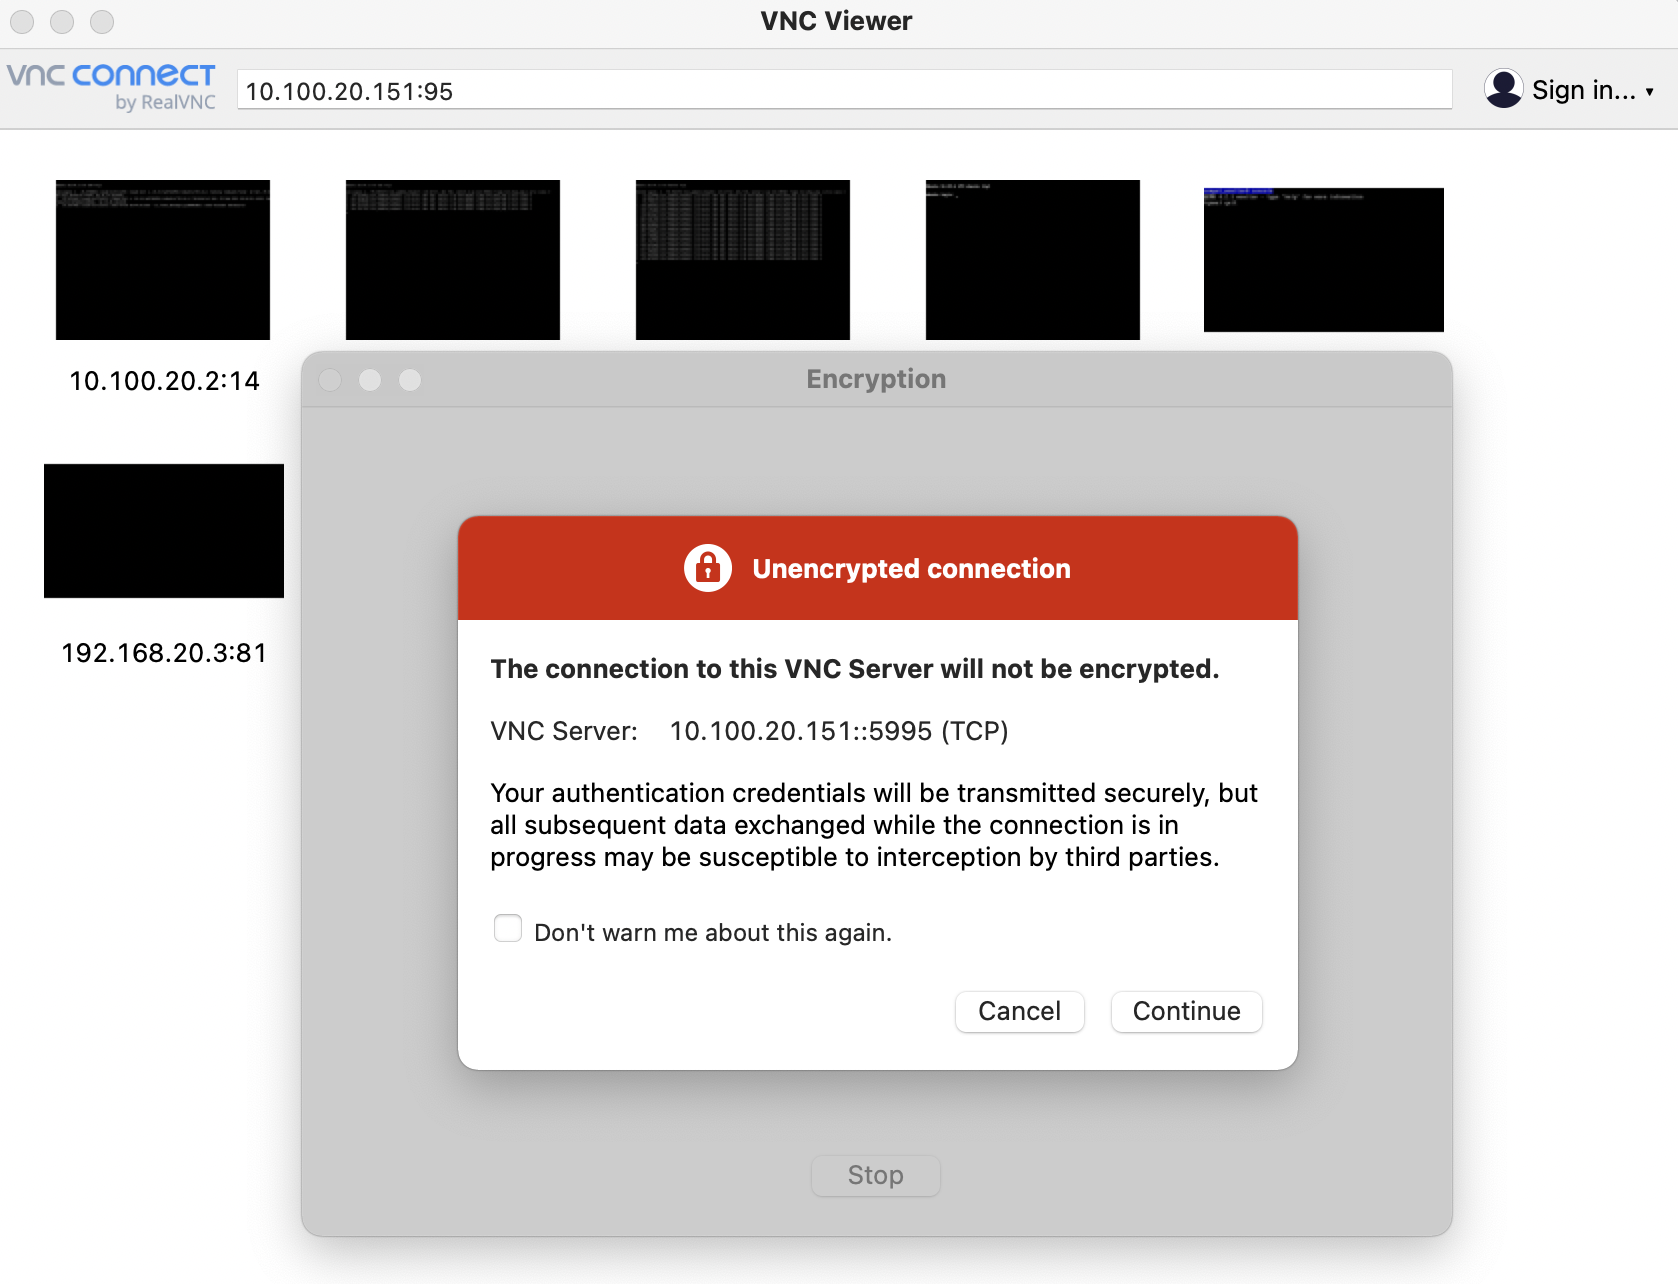 VNC Viewer
vnc connect
by RealVNC
10.100.20.151:95
Sign in...
10.100.20.2:14
Encryption
192.168.20.3:81
Unencrypted connection
The connection to this VNC Server will not be encrypted.
VNC Server: 10.100.20.151::5995 (TCP)
Your authentication credentials will be transmitted securely, but
all subsequent data exchanged while the connection is in
progress may be susceptible to interception by third parties.
Don't warn me about this again.
Cancel
Continue
Stop